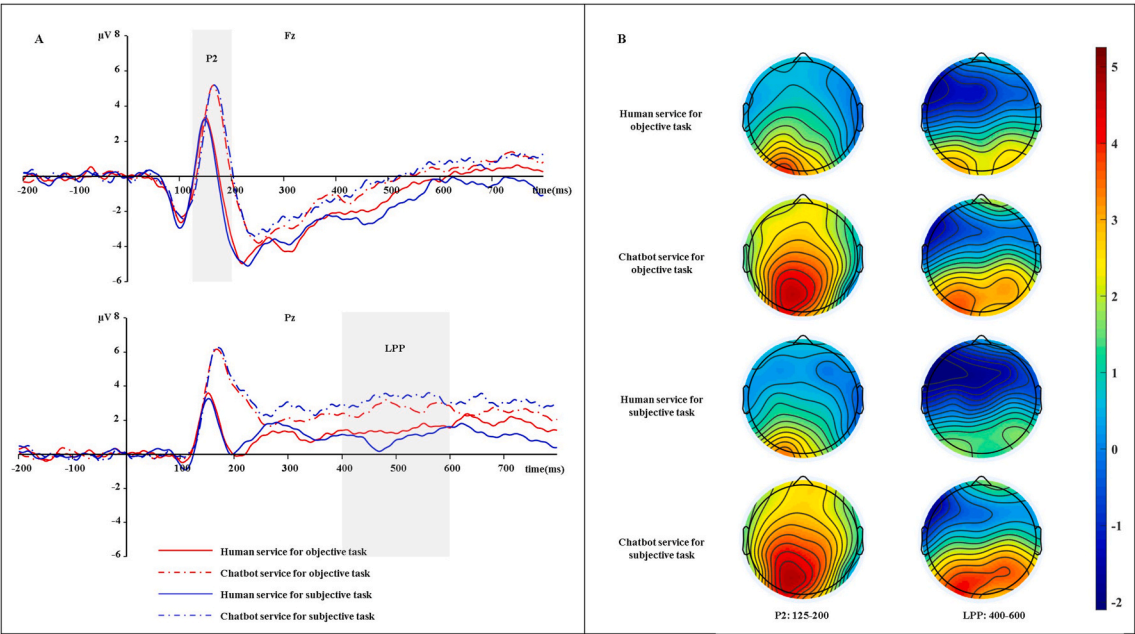 A
µV 8
Fz
6
P2
4
2
-200
-100
100
200
300
400
500
600
700
time(ms)
-2
-4
-6
µV 8
Pz
6
LPP
4
2
-200
-100
100
200
300
400
500
600
700
time(ms)
-2
-4
-6
Human service for objective task
Chatbot service for objective task
Human service for subjective task
Chatbot service for subjective task
B
Human service for
objective task
Chatbot service for
objective task
Human service for
subjective task
Chatbot service for
subjective task
P2: 125-200
LPP: 400-600
5
4
3
2
1
0
-1
-2